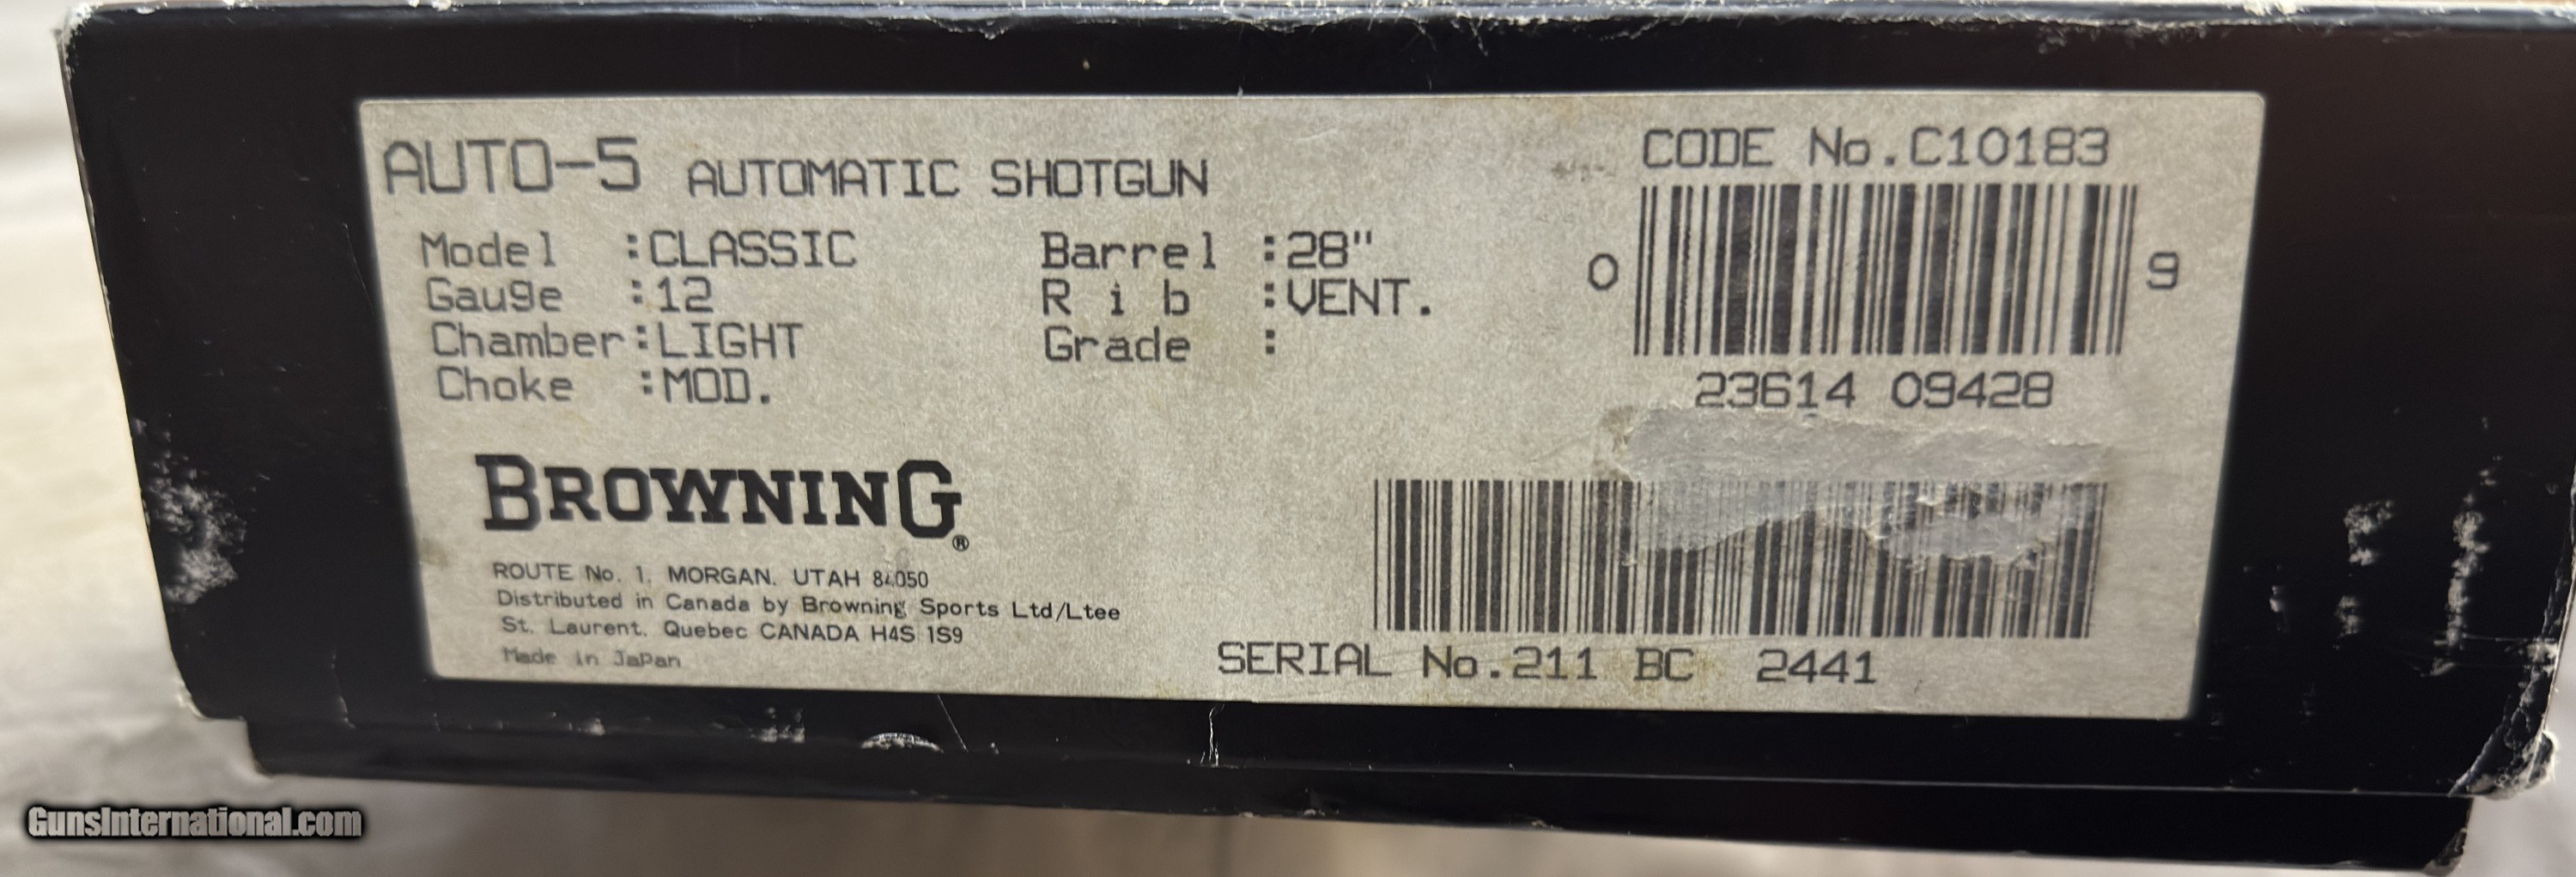 AUTO-5 AUTOMATIC SHOTGUN
CODE No.C10183
Model :CLASSIC
Barrel :28"
Gauge :12
R i b :VENT.
Chamber:LIGHT
Grade :
Choke :MOD.
0 9
23614 09428
BROWNING®
ROUTE No. 1, MORGAN, UTAH 84050
Distributed in Canada by Browning Sports Ltd/Ltee
St. Laurent, Quebec CANADA H4S 1S9
Made in Japan
SERIAL No.211 BC 2441
GunsInternational.com